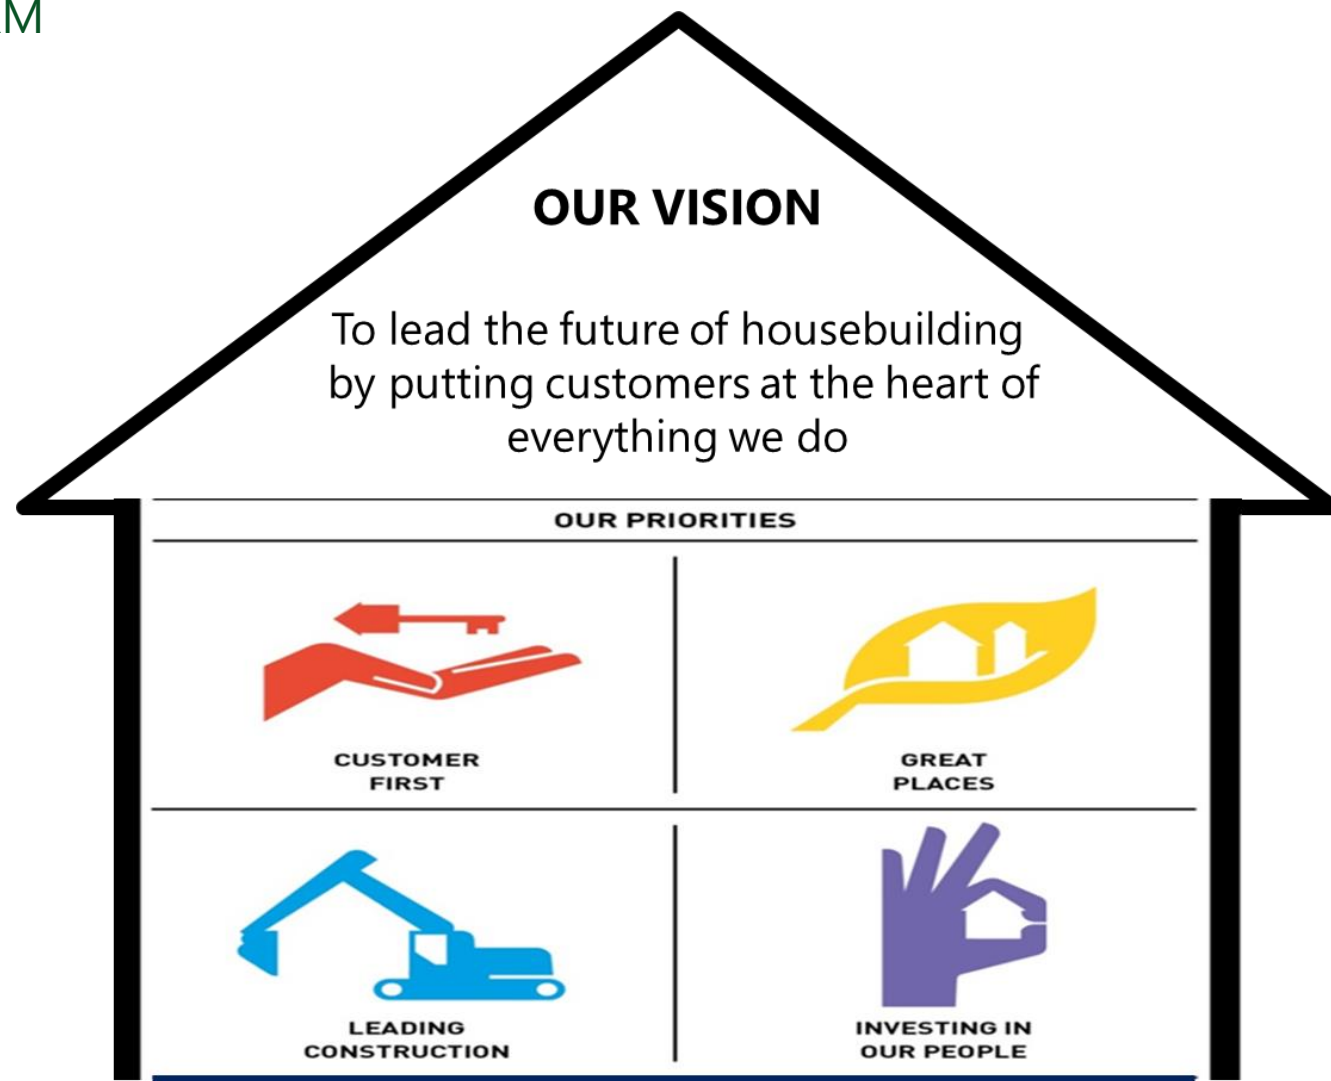 M
OUR VISION
To lead the future of housebuilding
by putting customers at the heart of
everything we do
OUR PRIORITIES
CUSTOMER
FIRST
GREAT
PLACES
LEADING
CONSTRUCTION
INVESTING IN
OUR PEOPLE